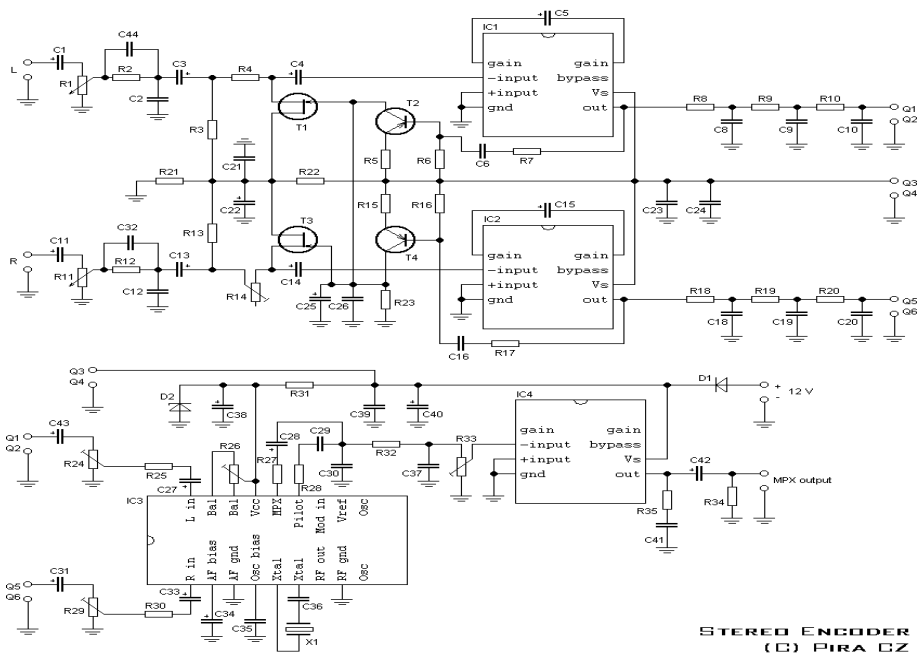 C5
IC1
C44
C1
L
R1
R2
C3
R4
C4
gain gain
-input bypass
+input Vs
gnd out
C2
T1
T2
R3
R5
R6
C6
R7
R8
R9
R10
Q1
Q2
C8
C9
C10
C21
R21
R22
Q3
Q4
C22
R15
R16
C23
C24
C15
IC2
C11
C32
R13
T3
T4
R
R11
R12
C13
C14
gain gain
-input bypass
+input Vs
gnd out
C12
R14
C25
C26
R23
R18
R19
R20
Q5
Q6
C18
C19
C20
C16
R17
Q3
Q4
D2
C38
R31
C39
C40
D1
+
12 V
-
IC4
gain gain
-input bypass
+input Vs
gnd out
Q1
Q2
C43
R24
R25
C27
R26
R27
C28
C29
R28
C30
R32
C37
R33
C42
MPX output
R34
R35
C41
IC3
L in
Bal
Bal
Vcc
MPX
Pilot
Mod in
Vref
Osc
R in
AF bias
AF gnd
Osc bias
Xtal
Xtal
RF out
RF gnd
Osc
Q5
Q6
C31
R29
R30
C33
C34
C35
C36
X1
STEREO ENCODER
(C) PIRA CZ